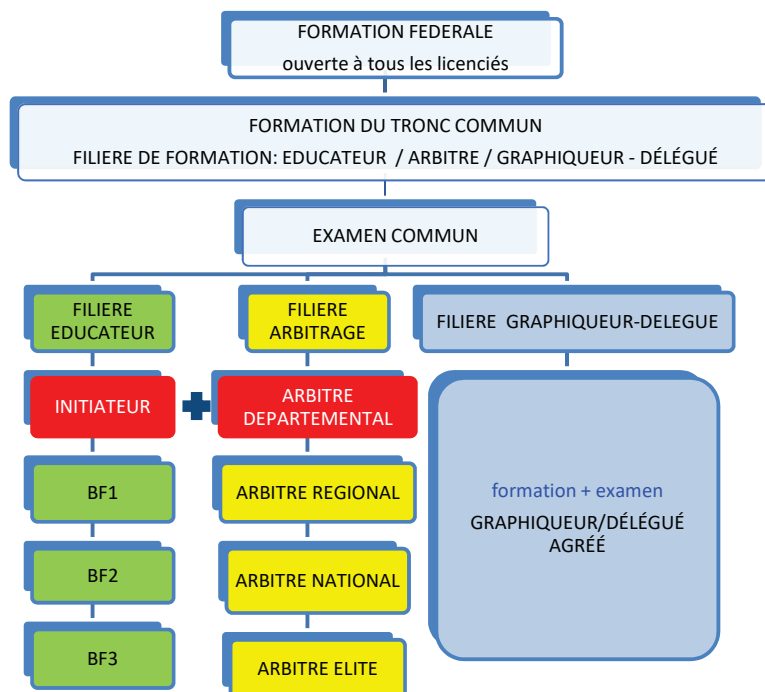 FORMATION FEDERALE
ouverte à tous les licenciés
FORMATION DU TRONC COMMUN
FILIERE DE FORMATION: EDUCATEUR / ARBITRE / GRAPHIQUEUR - DÉLÉGUÉ
EXAMEN COMMUN
FILIERE
EDUCATEUR
FILIERE
ARBITRAGE
FILIERE GRAPHIQUEUR-DELEGUE
INITIATEUR
ARBITRE
DEPARTEMENTAL
BF1
ARBITRE REGIONAL
formation + examen
GRAPHIQUEUR/DÉLÉGUÉ
AGRÉÉ
BF2
ARBITRE NATIONAL
BF3
ARBITRE ELITE